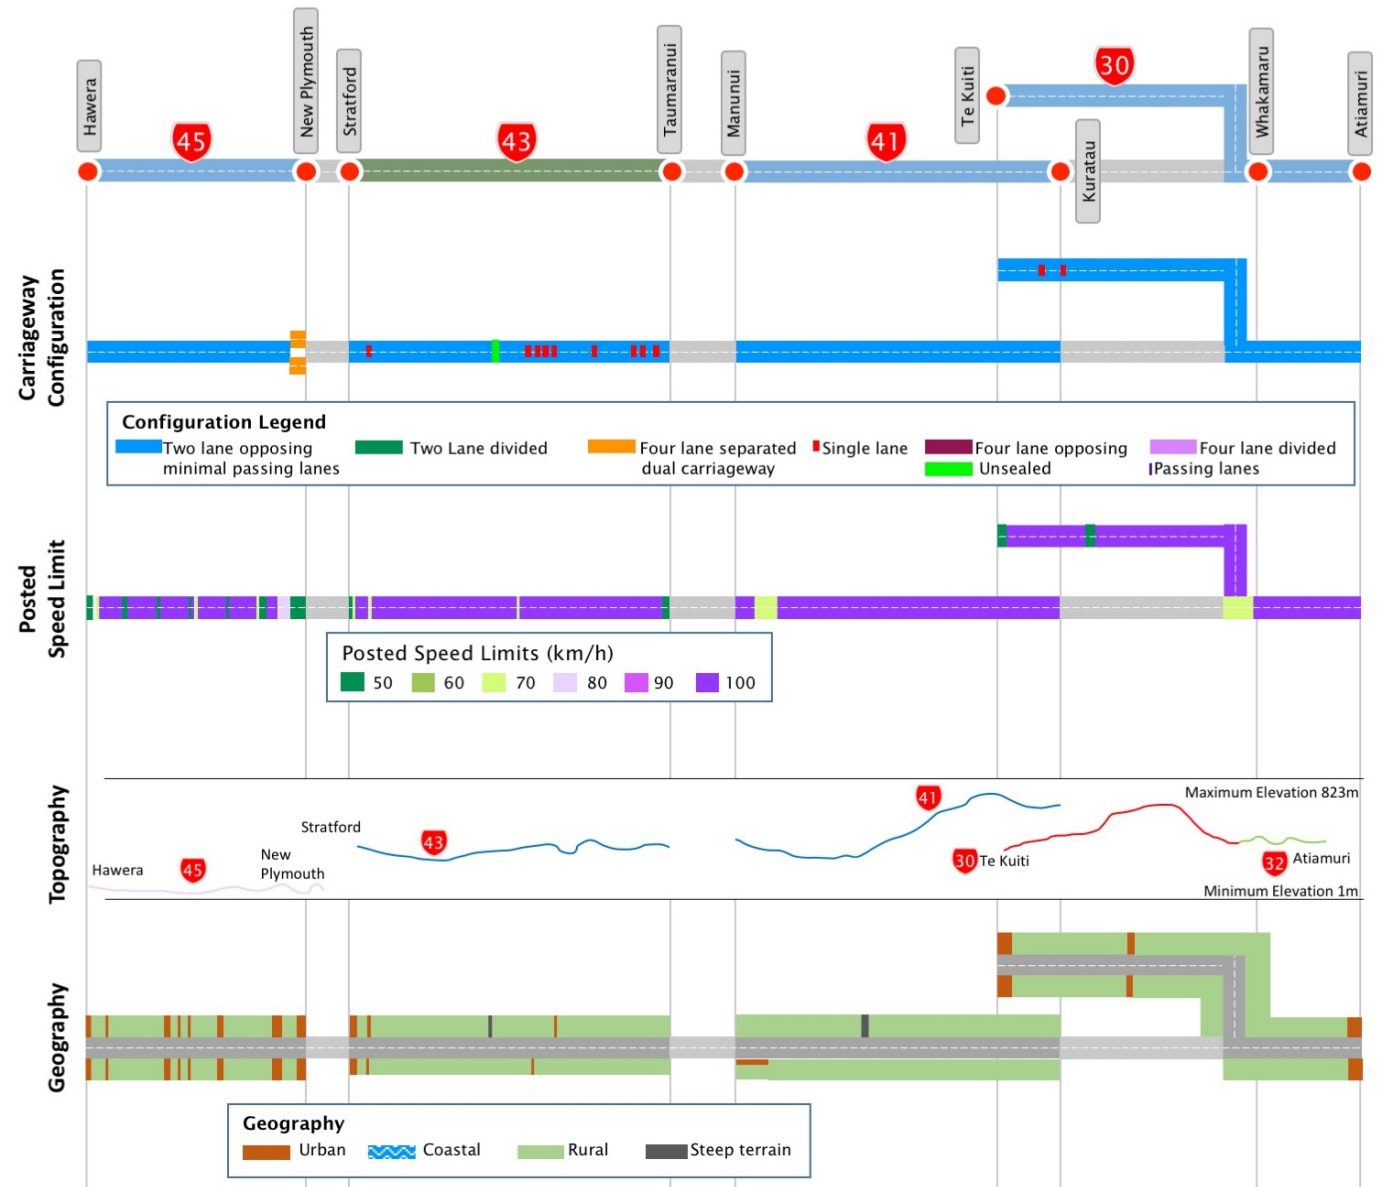 Hawera
New Plymouth
Stratford
Taumaranui
Manunui
Te Kuiti
Kuratau
Whakamaru
Atiamuri
45
43
41
30
Carriageway
Configuration
Configuration Legend
Two lane opposing
minimal passing lanes
Two Lane divided
Four lane separated
dual carriageway
Single lane
Four lane opposing
Unsealed
Four lane divided
Passing lanes
Posted
Speed Limit
Posted Speed Limits (km/h)
50
60
70
80
90
100
Topography
Maximum Elevation 823m
Stratford
43
41
Hawera
45
New
Plymouth
30
Te Kuiti
32
Atiamuri
Minimum Elevation 1m
Geography
Geography
Urban
Coastal
Rural
Steep terrain